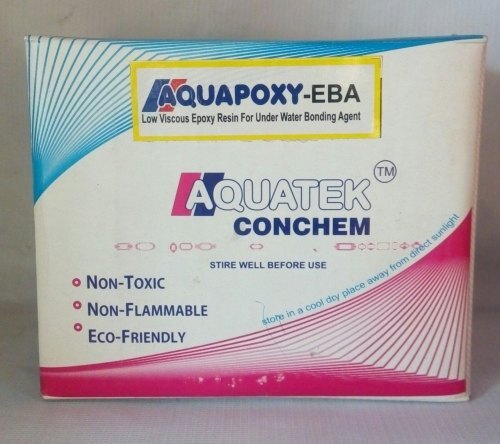 AQUAPOXY-EBA
Low Viscous Epoxy Resin For Under Water Bonding Agent
AQUATEK TM
CONCHEM
STIRE WELL BEFORE USE
NON-TOXIC
NON-FLAMMABLE
ECO-FRIENDLY
store in a cool dry place away from direct sunlight